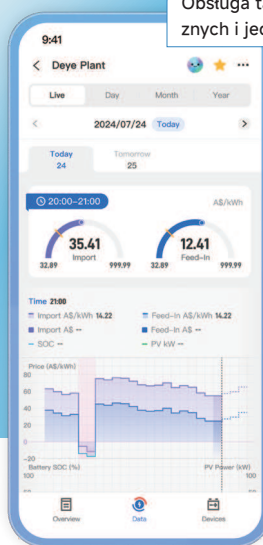 Obsługa t
znych i jed
9:41
Deye Plant
Live Day Month Year
2024/07/24 Today
Today Tomorrow
24 25
20:00-21:00 A$/kWh
35.41 12.41
Import Feed-In
32.89 999.99 32.89 999.99
Time 21:00
Import A$/kWh 14.22 Feed-In A$/kWh 14.22
Import A$ -- Feed-In A$ --
SOC -- PV kW --
Price (A$/kWh)
80
60
40
20
0
-20
Battery SOC (%) PV Power (kW)
100 100
Overview Data Devices